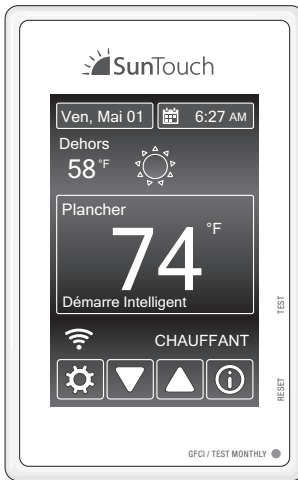 SunTouch
Ven, Mai 01 6:27 AM
Dehors
58°F
Plancher
74°F
Démarre Intelligent
CHAUFFANT
TEST
RESET
GFCI / TEST MONTHLY